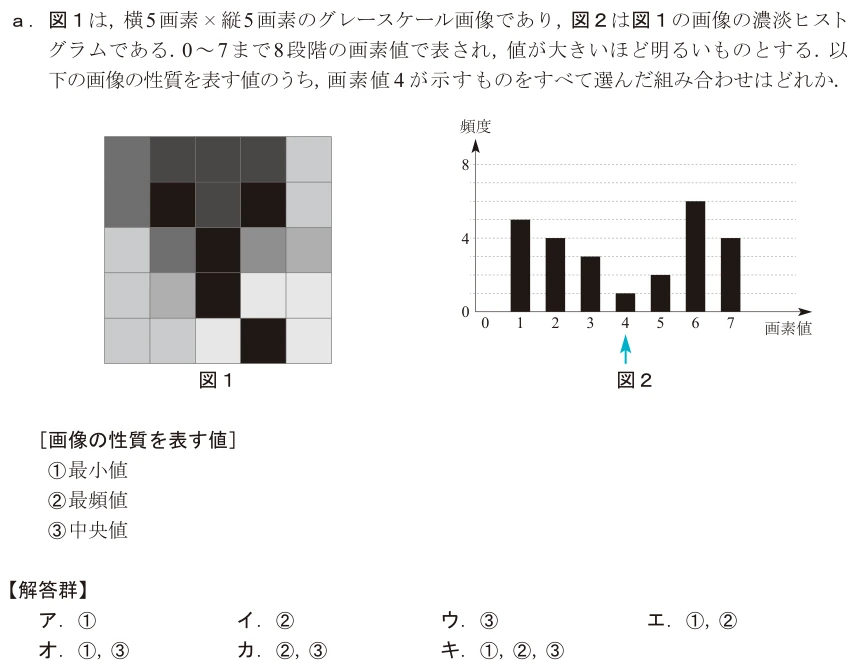 a．図1は，横5画素×縦5画素のグレースケール画像であり，図2は図1の画像の濃淡ヒスト
グラムである．0～7まで8段階の画素値で表され，値が大きいほど明るいものとする．以
下の画像の性質を表す値のうち，画素値4が示すものをすべて選んだ組み合わせはどれか．
頻度
8
4
0
0 1 2 3 4 5 6 7
画素値
図1
図2
［画像の性質を表す値］
①最小値
②最頻値
③中央値
【解答群】
ア．① イ．② ウ．③ エ．①，②
オ．①，③ カ．②，③ キ．①，②，③